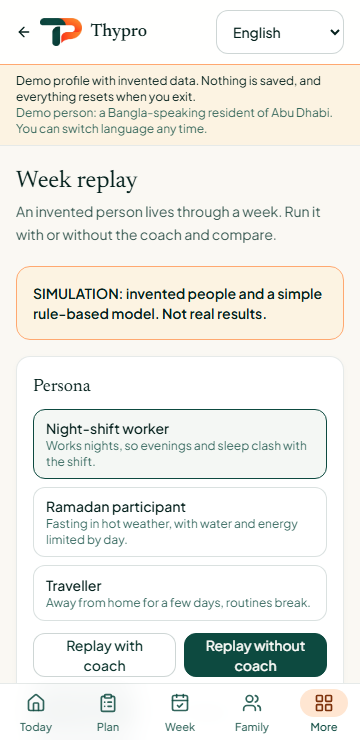 Thypro
English
Demo profile with invented data. Nothing is saved, and
everything resets when you exit.
Demo person: a Bangla-speaking resident of Abu Dhabi.
You can switch language any time.
Week replay
An invented person lives through a week. Run it
with or without the coach and compare.
SIMULATION: invented people and a simple
rule-based model. Not real results.
Persona
Night-shift worker
Works nights, so evenings and sleep clash with
the shift.
Ramadan participant
Fasting in hot weather, with water and energy
limited by day.
Traveller
Away from home for a few days, routines break.
Replay with
coach
Replay without
coach
Today
Plan
Week
Family
More